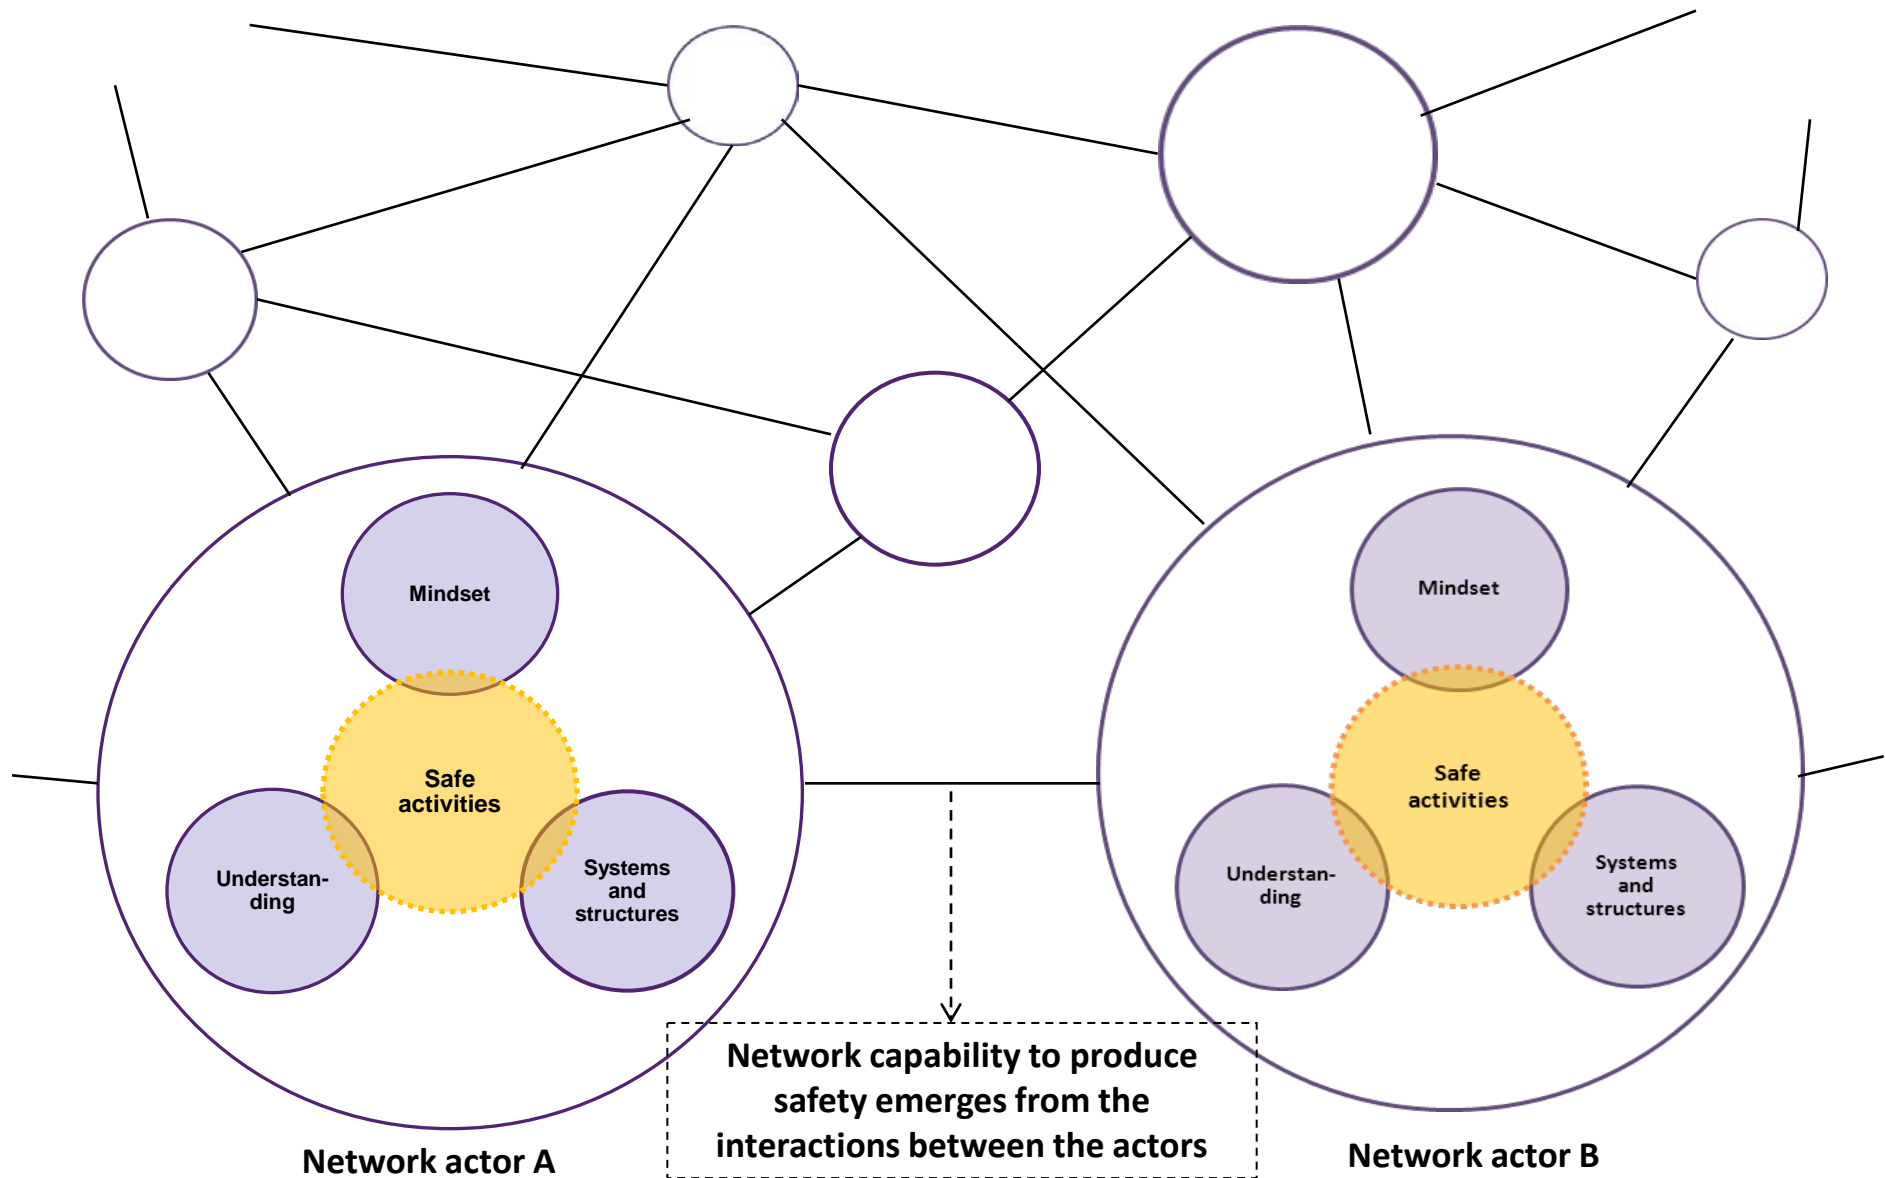 Mindset
Safe
activities
Understan-
ding
Systems
and
structures
Network actor A
Mindset
Safe
activities
Understan-
ding
Systems
and
structures
Network actor B
Network capability to produce
safety emerges from the
interactions between the actors